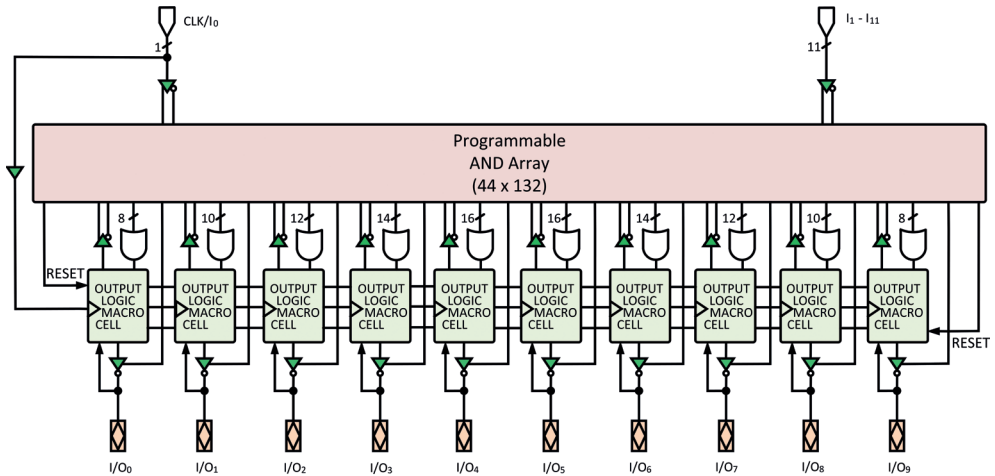 CLK/I0
I1 - I11
1
11
Programmable
AND Array
(44 x 132)
8
10
12
14
16
16
14
12
10
8
RESET
OUTPUT
LOGIC
MACRO
CELL
OUTPUT
LOGIC
MACRO
CELL
OUTPUT
LOGIC
MACRO
CELL
OUTPUT
LOGIC
MACRO
CELL
OUTPUT
LOGIC
MACRO
CELL
OUTPUT
LOGIC
MACRO
CELL
OUTPUT
LOGIC
MACRO
CELL
OUTPUT
LOGIC
MACRO
CELL
OUTPUT
LOGIC
MACRO
CELL
OUTPUT
LOGIC
MACRO
CELL
RESET
I/O0
I/O1
I/O2
I/O3
I/O4
I/O5
I/O6
I/O7
I/O8
I/O9